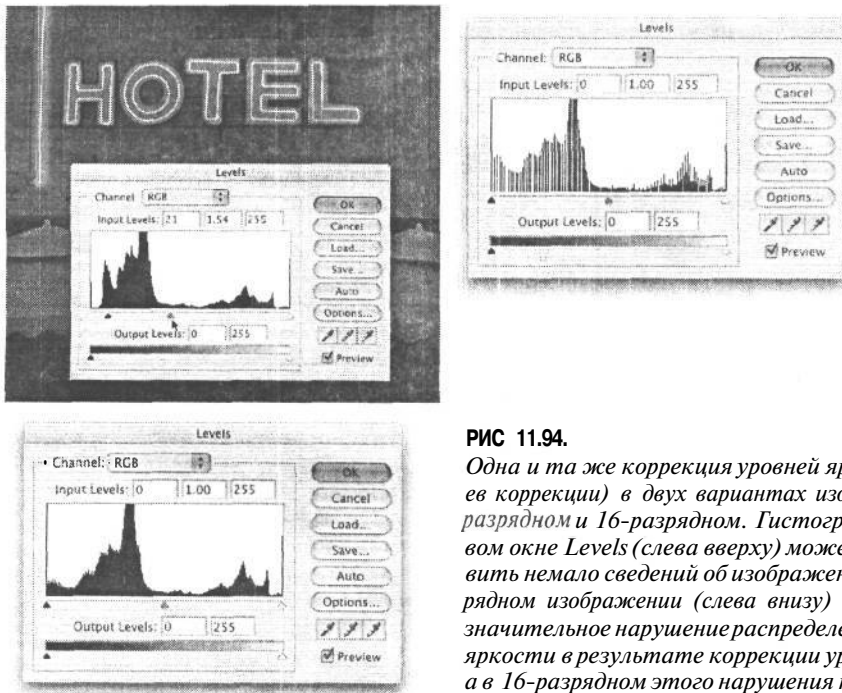 HOTEL
Levels
Channel: RGB
Input Levels: 21 1.54 255
OK
Cancel
Load...
Save...
Auto
Options...
Output Levels: 0 255
Preview
Levels
Channel: RGB
Input Levels: 0 1.00 255
OK
Cancel
Load...
Save...
Auto
Options...
Output Levels: 0 255
Preview
Levels
Channel: RGB
Input Levels: 0 1.00 255
OK
Cancel
Load...
Save...
Auto
Options...
Output Levels: 0 255
Preview
РИС 11.94.
Одна и та же коррекция уровней яр
ев коррекции) в двух вариантах изо
разрядном и 16-разрядном. Гистогр
вом окне Levels (слева вверху) може
вить немало сведений об изображен
рядном изображении (слева внизу)
значительное нарушение распределе
яркости в результате коррекции ур
а в 16-разрядном этого нарушения н